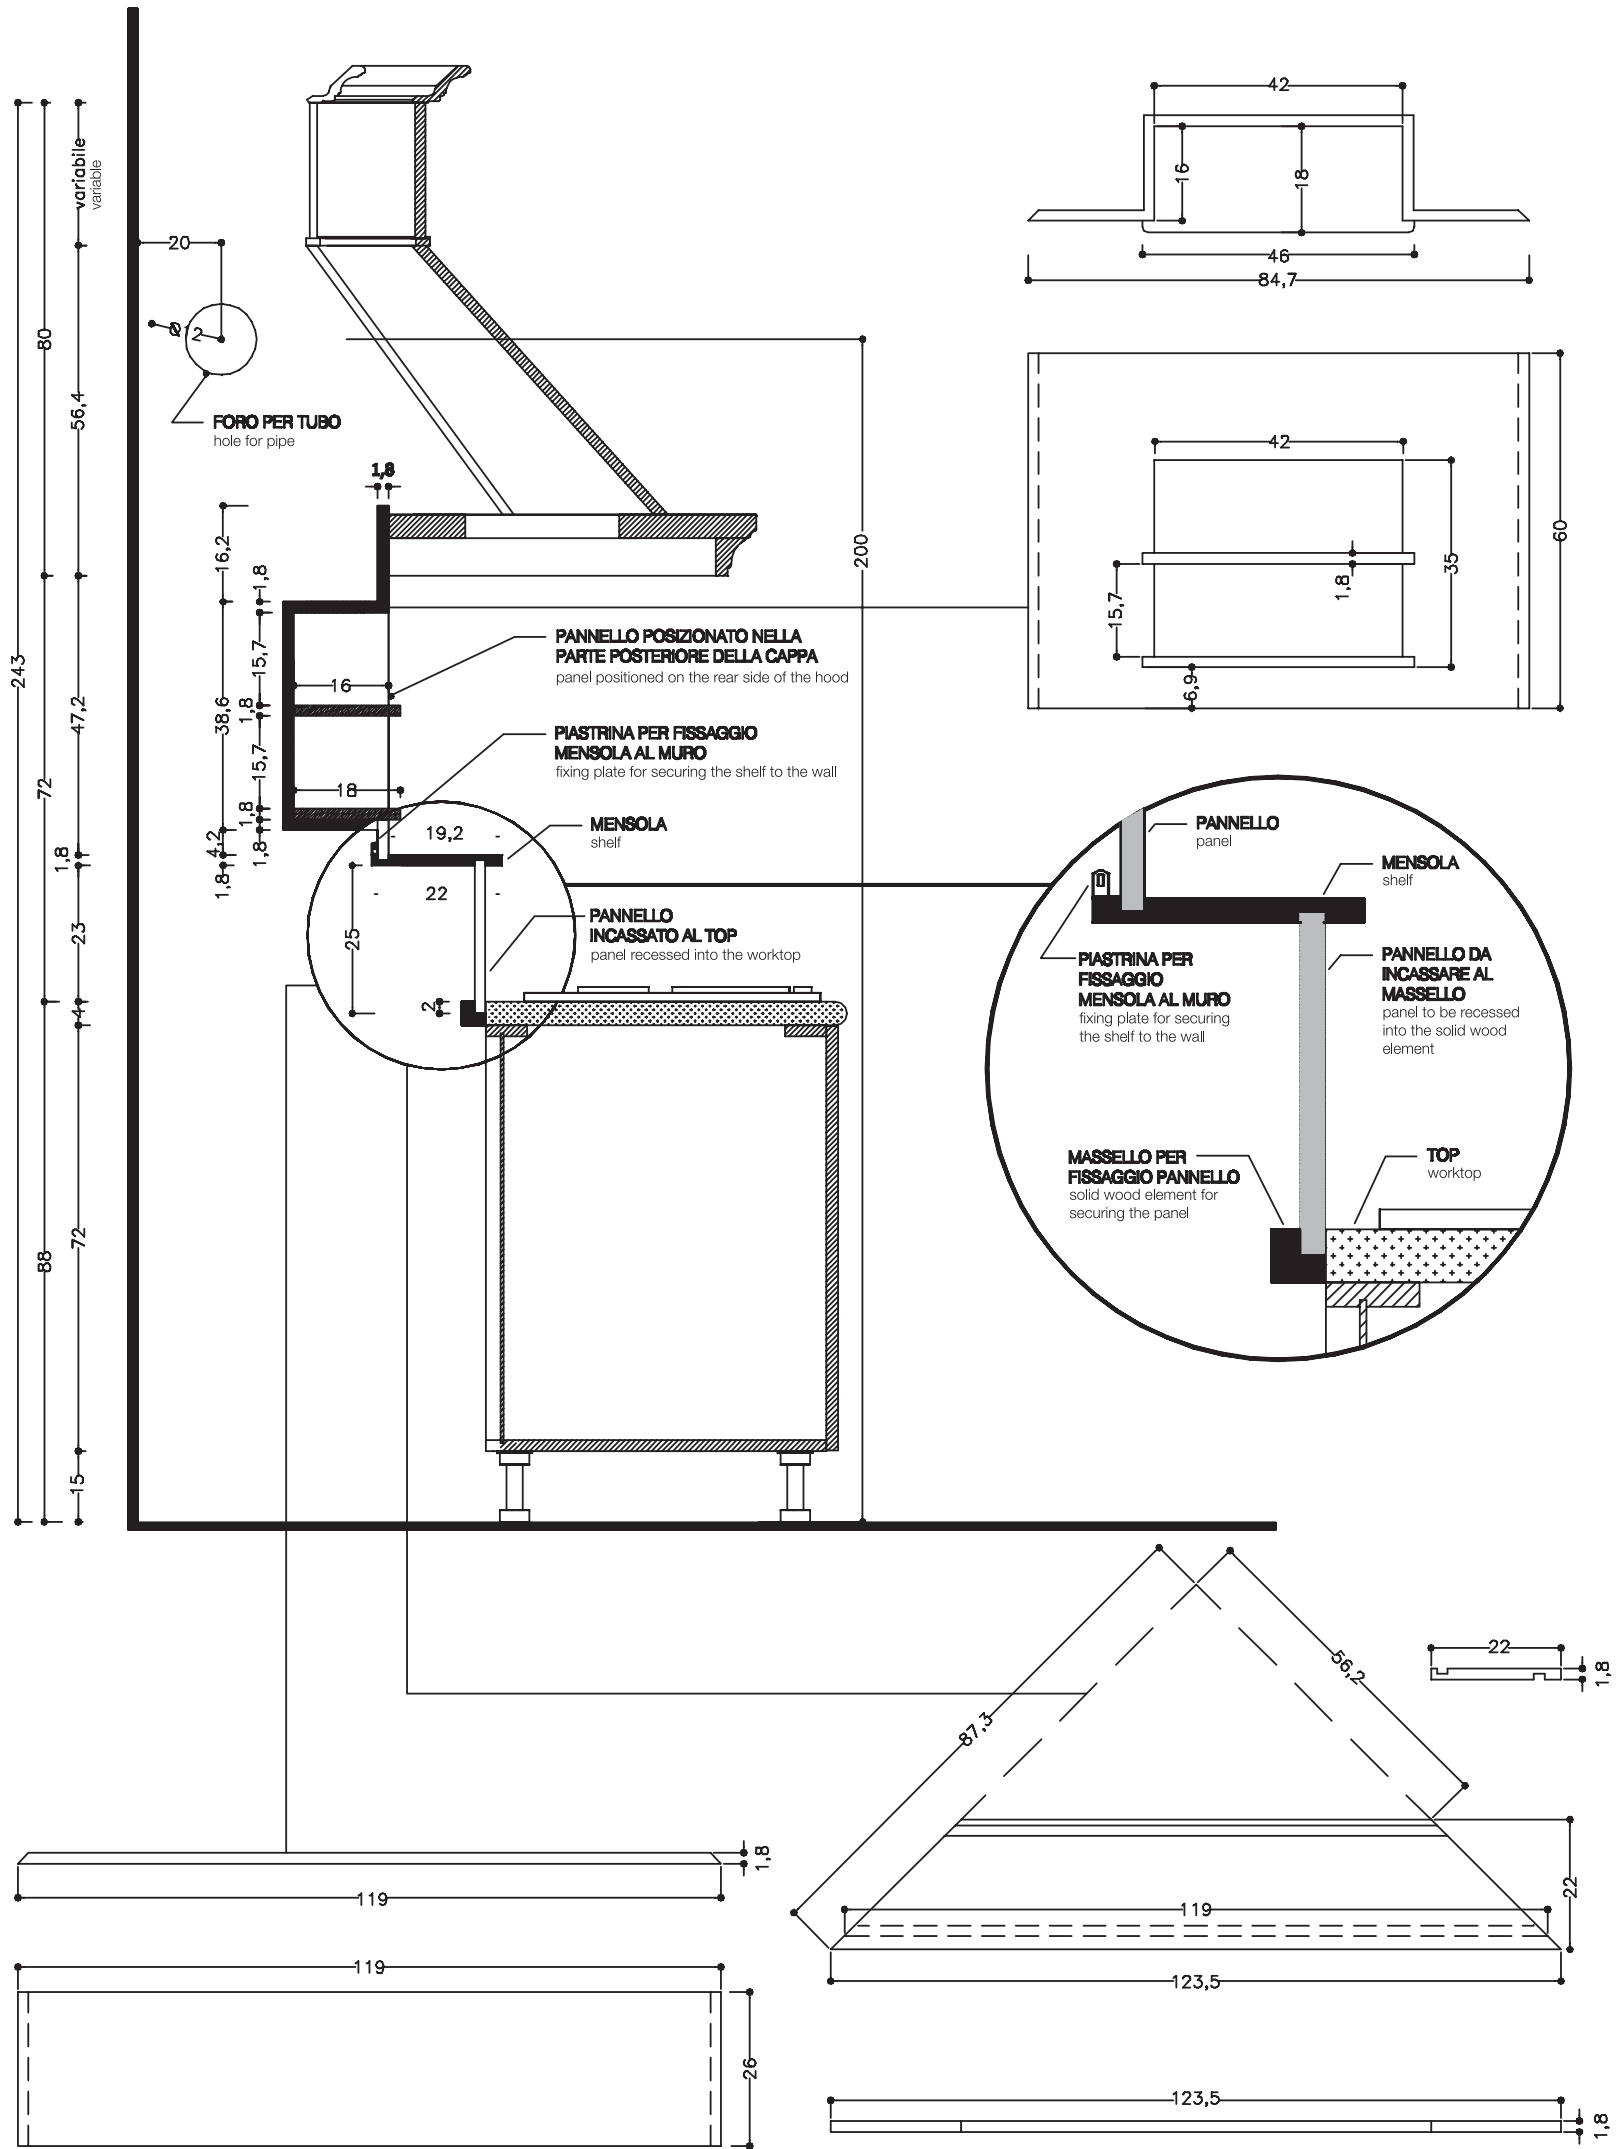 variabile
variable
243
80
72
88
56,4
47,2
1,8
23
4
72
15
20
Ø12
FORO PER TUBO
hole for pipe
1,8
16,2
38,6
4,2
1,8
1,8
15,7
1,8
15,7
1,8
1,8
16
18
200
PANNELLO POSIZIONATO NELLA
PARTE POSTERIORE DELLA CAPPA
panel positioned on the rear side of the hood
PIASTRINA PER FISSAGGIO
MENSOLA AL MURO
fixing plate for securing the shelf to the wall
MENSOLA
shelf
19,2
22
25
2
PANNELLO
INCASSATO AL TOP
panel recessed into the worktop
42
16
18
46
84,7
42
60
35
1,8
15,7
6,9
PANNELLO
panel
MENSOLA
shelf
PIASTRINA PER
FISSAGGIO
MENSOLA AL MURO
fixing plate for securing
the shelf to the wall
PANNELLO DA
INCASSARE AL
MASSELLO
panel to be recessed
into the solid wood
element
MASSELLO PER
FISSAGGIO PANNELLO
solid wood element for
securing the panel
TOP
worktop
87,3
56,2
22
1,8
22
119
123,5
1,8
119
119
26
123,5
1,8